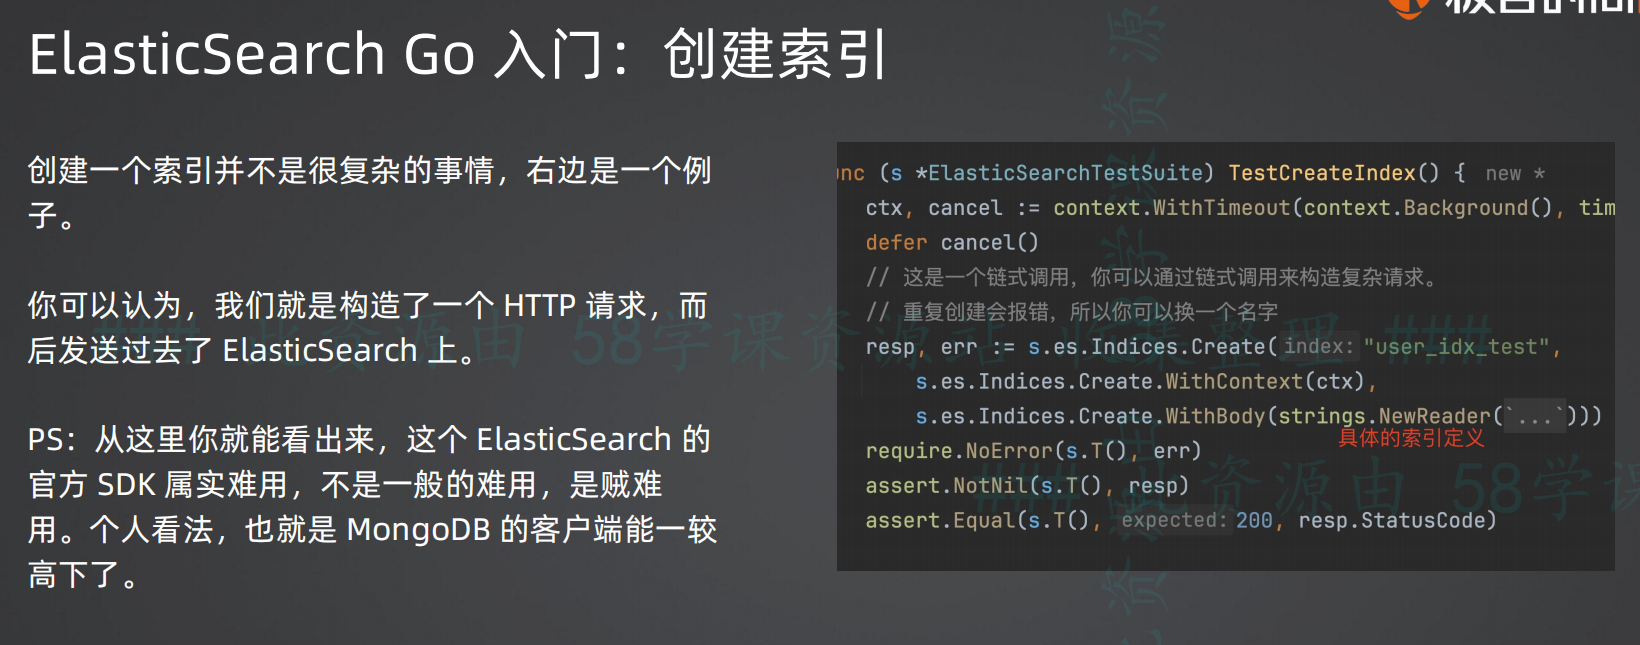 ElasticSearch Go 入门：创建索引
创建一个索引并不是很复杂的事情，右边是一个例
子。
你可以认为，我们就是构造了一个 HTTP 请求，而
后发送过去了 ElasticSearch 上。
PS：从这里你就能看出来，这个 ElasticSearch 的
官方 SDK 属实难用，不是一般的难用，是贼难
用。个人看法，也就是 MongoDB 的客户端能一较
高下了。
nc (s *ElasticSearchTestSuite) TestCreateIndex() { new *
ctx, cancel := context.WithTimeout(context.Background(), tim
defer cancel()
// 这是一个链式调用，你可以通过链式调用来构造复杂请求。
// 重复创建会报错，所以你可以换一个名字
resp, err := s.es.Indices.Create( index: "user_idx_test",
s.es.Indices.Create.WithContext(ctx),
s.es.Indices.Create.WithBody(strings.NewReader(`...`)))
具体的索引定义
require.NoError(s.T(), err)
assert.NotNil(s.T(), resp)
assert.Equal(s.T(), expected: 200, resp.StatusCode)
### 此资源由 58学课资源站 收集整理 ###